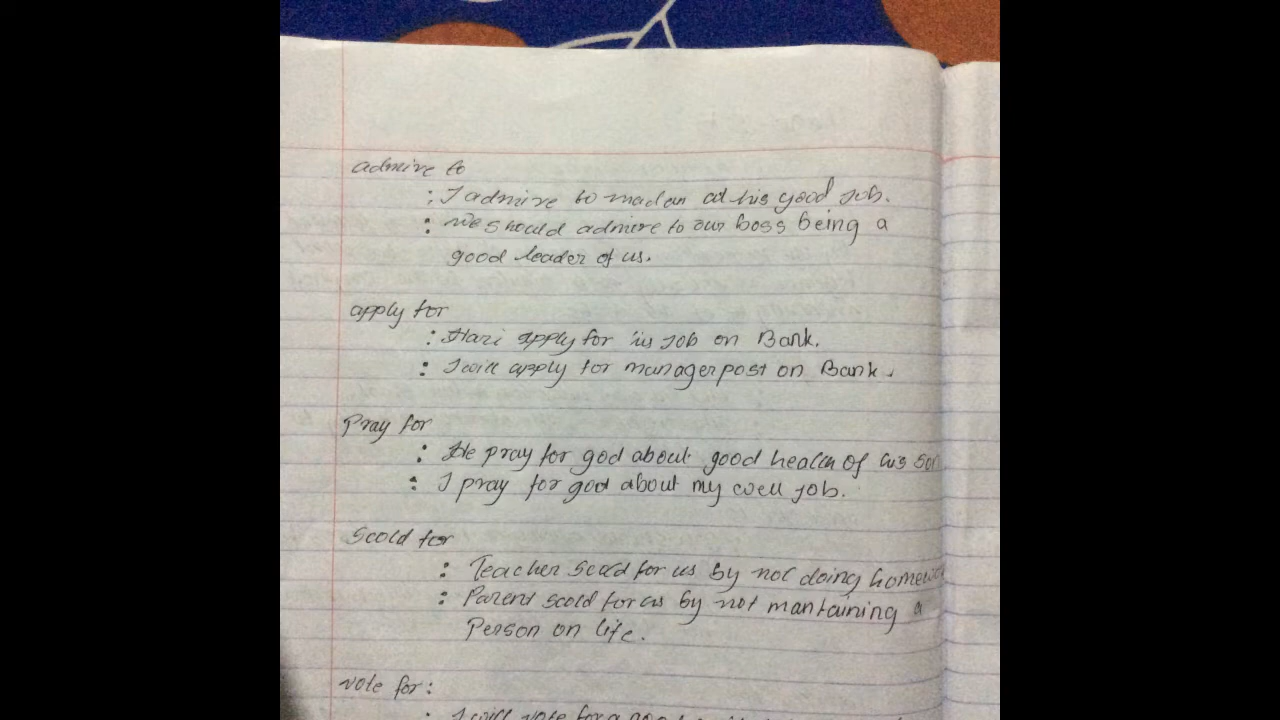 admire to
: I admire to madan at his good job.
: we should admire to our boss being a
good leader of us.
apply for
: Hari apply for his job on Bank.
: I will apply for manager post on Bank.
Pray for
: He pray for god about good health of his son
: I pray for god about my well job.
Scold for
: Teacher scold for us by not doing homework
: Parent scold for us by not mantaining a
Person on life.
vote for:
: I will vote for a